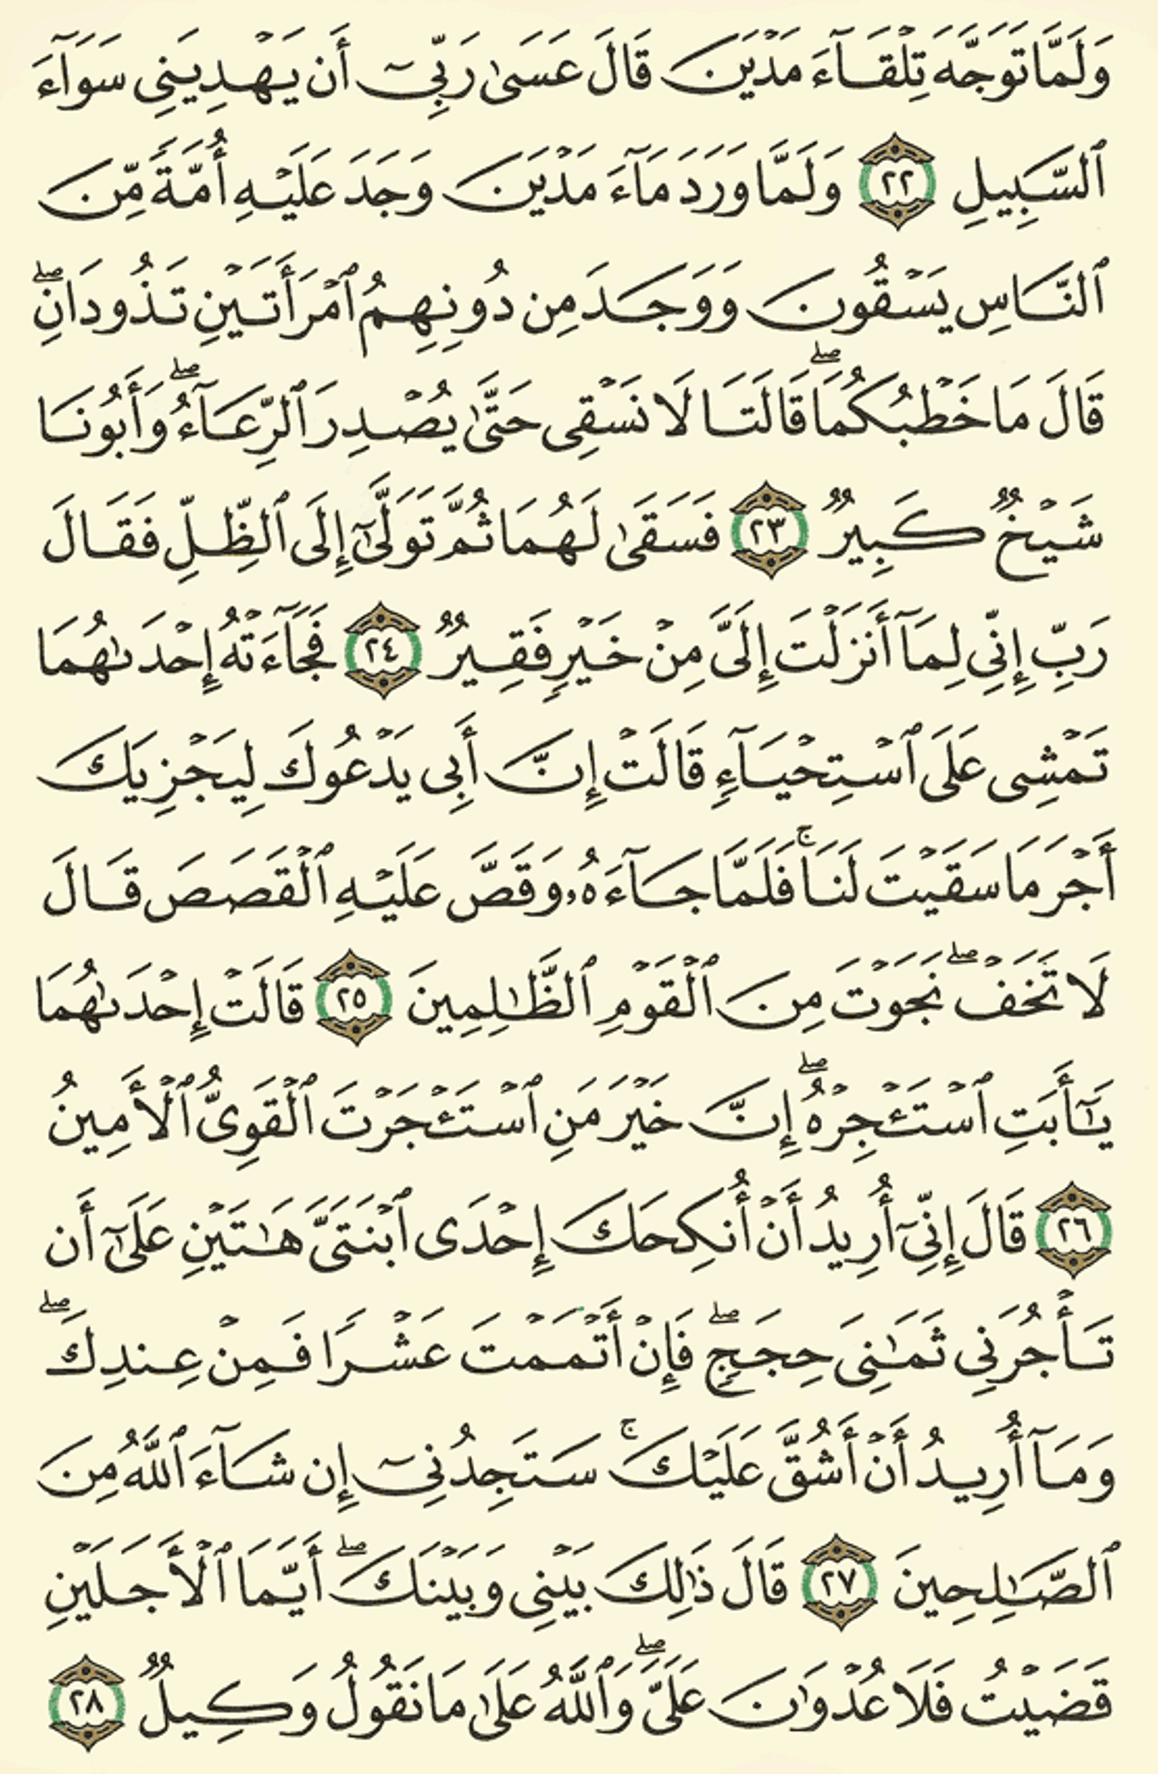 وَلَمَّا تَوَجَّهَ تِلْقَآءَ مَدْيَنَ قَالَ عَسَىٰ رَبِّىٓ أَن يَهْدِيَنِى سَوَآءَ
ٱلسَّبِيلِ ٢٢ وَلَمَّا وَرَدَ مَآءَ مَدْيَنَ وَجَدَ عَلَيْهِ أُمَّةً مِّنَ
ٱلنَّاسِ يَسْقُونَ وَوَجَدَ مِن دُونِهِمُ ٱمْرَأَتَيْنِ تَذُودَانِ ۖ
قَالَ مَا خَطْبُكُمَا ۖ قَالَتَا لَا نَسْقِى حَتَّىٰ يُصْدِرَ ٱلرِّعَآءُ ۖ وَأَبُونَا
شَيْخٌ كَبِيرٌ ٢٣ فَسَقَىٰ لَهُمَا ثُمَّ تَوَلَّىٰٓ إِلَى ٱلظِّلِّ فَقَالَ
رَبِّ إِنِّى لِمَآ أَنزَلْتَ إِلَىَّ مِنْ خَيْرٍ فَقِيرٌ ٢٤ فَجَآءَتْهُ إِحْدَىٰهُمَا
تَمْشِى عَلَى ٱسْتِحْيَآءٍ قَالَتْ إِنَّ أَبِى يَدْعُوكَ لِيَجْزِيَكَ
أَجْرَ مَا سَقَيْتَ لَنَا ۚ فَلَمَّا جَآءَهُۥ وَقَصَّ عَلَيْهِ ٱلْقَصَصَ قَالَ
لَا تَخَفْ ۖ نَجَوْتَ مِنَ ٱلْقَوْمِ ٱلظَّٰلِمِينَ ٢٥ قَالَتْ إِحْدَىٰهُمَا
يَٰٓأَبَتِ ٱسْتَـْٔجِرْهُ ۖ إِنَّ خَيْرَ مَنِ ٱسْتَـْٔجَرْتَ ٱلْقَوِىُّ ٱلْأَمِينُ
٢٦ قَالَ إِنِّىٓ أُرِيدُ أَنْ أُنكِحَكَ إِحْدَى ٱبْنَتَىَّ هَٰتَيْنِ عَلَىٰٓ أَن
تَأْجُرَنِى ثَمَٰنِىَ حِجَجٍ ۖ فَإِنْ أَتْمَمْتَ عَشْرًا فَمِنْ عِندِكَ ۖ
وَمَآ أُرِيدُ أَنْ أَشُقَّ عَلَيْكَ ۚ سَتَجِدُنِىٓ إِن شَآءَ ٱللَّهُ مِنَ
ٱلصَّٰلِحِينَ ٢٧ قَالَ ذَٰلِكَ بَيْنِى وَبَيْنَكَ ۖ أَيَّمَا ٱلْأَجَلَيْنِ
قَضَيْتُ فَلَا عُدْوَٰنَ عَلَىَّ ۖ وَٱللَّهُ عَلَىٰ مَا نَقُولُ وَكِيلٌ ٢٨